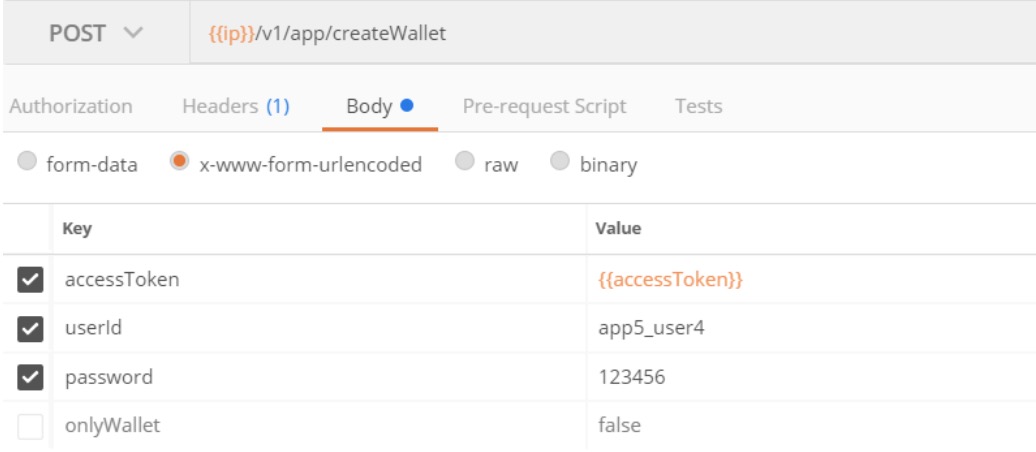 POST {{ip}}/v1/app/createWallet
Authorization Headers (1) Body Pre-request Script Tests
form-data x-www-form-urlencoded raw binary
Key Value
accessToken {{accessToken}}
userId app5_user4
password 123456
onlyWallet false